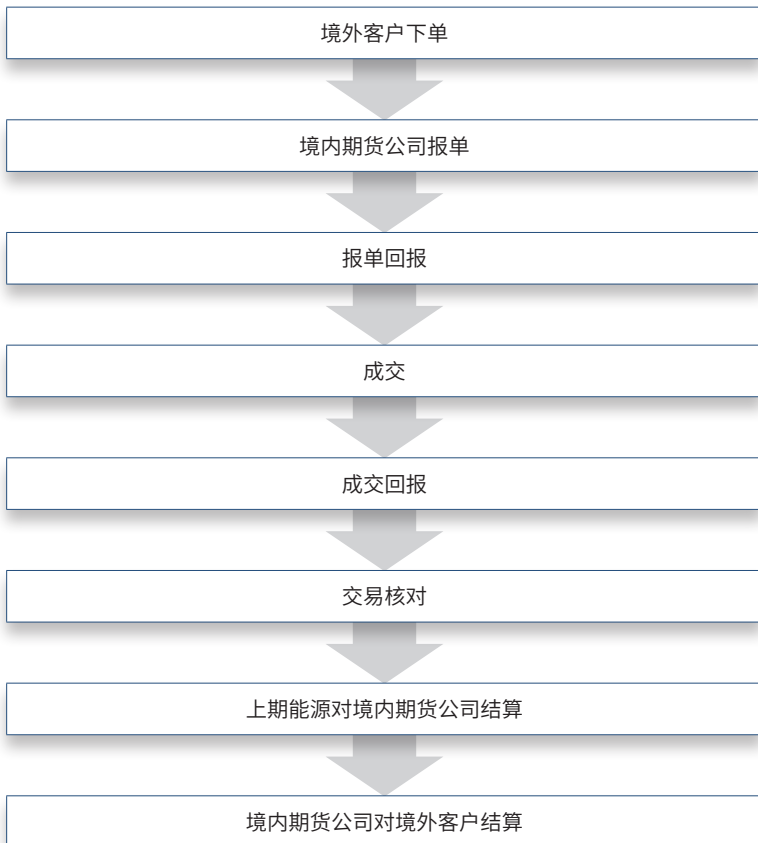 境外客户下单
境内期货公司报单
报单回报
成交
成交回报
交易核对
上期能源对境内期货公司结算
境内期货公司对境外客户结算